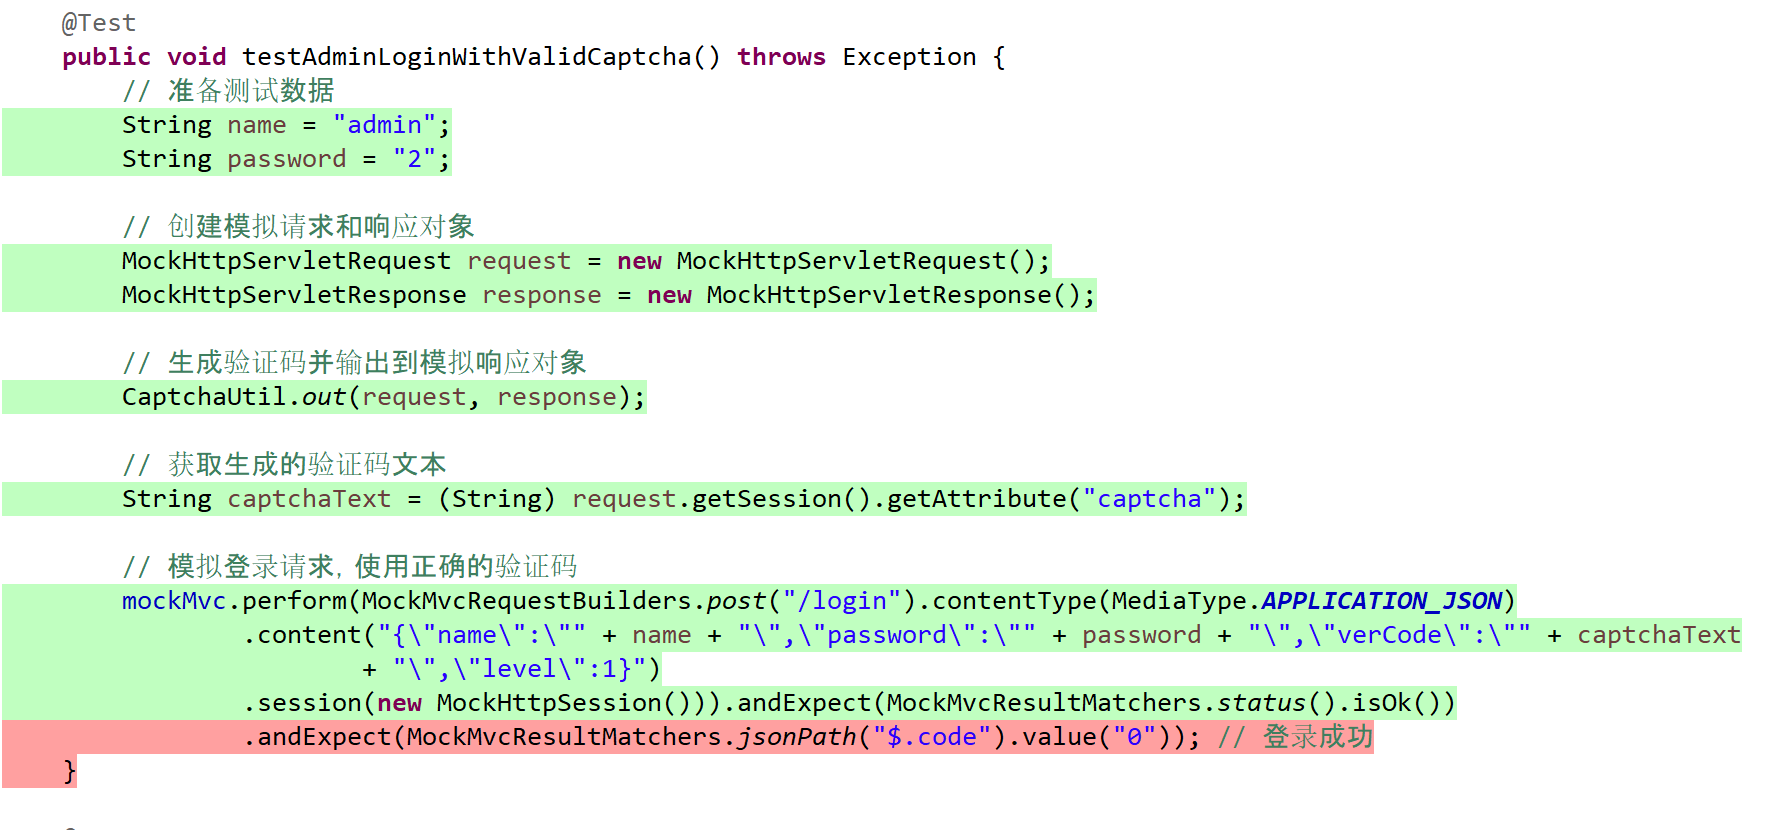 @Test
public void testAdminLoginWithValidCaptcha() throws Exception {
// 准备测试数据
String name = "admin";
String password = "2";
// 创建模拟请求和响应对象
MockHttpServletRequest request = new MockHttpServletRequest();
MockHttpServletResponse response = new MockHttpServletResponse();
// 生成验证码并输出到模拟响应对象
CaptchaUtil.out(request, response);
// 获取生成的验证码文本
String captchaText = (String) request.getSession().getAttribute("captcha");
// 模拟登录请求，使用正确的验证码
mockMvc.perform(MockMvcRequestBuilders.post("/login").contentType(MediaType.APPLICATION_JSON)
.content("{\"name\":\"" + name + "\",\"password\":\"" + password + "\",\"verCode\":\"" + captchaText
+ "\",\"level\":1}")
.session(new MockHttpSession())).andExpect(MockMvcResultMatchers.status().isOk())
.andExpect(MockMvcResultMatchers.jsonPath("$.code").value("0")); // 登录成功
}